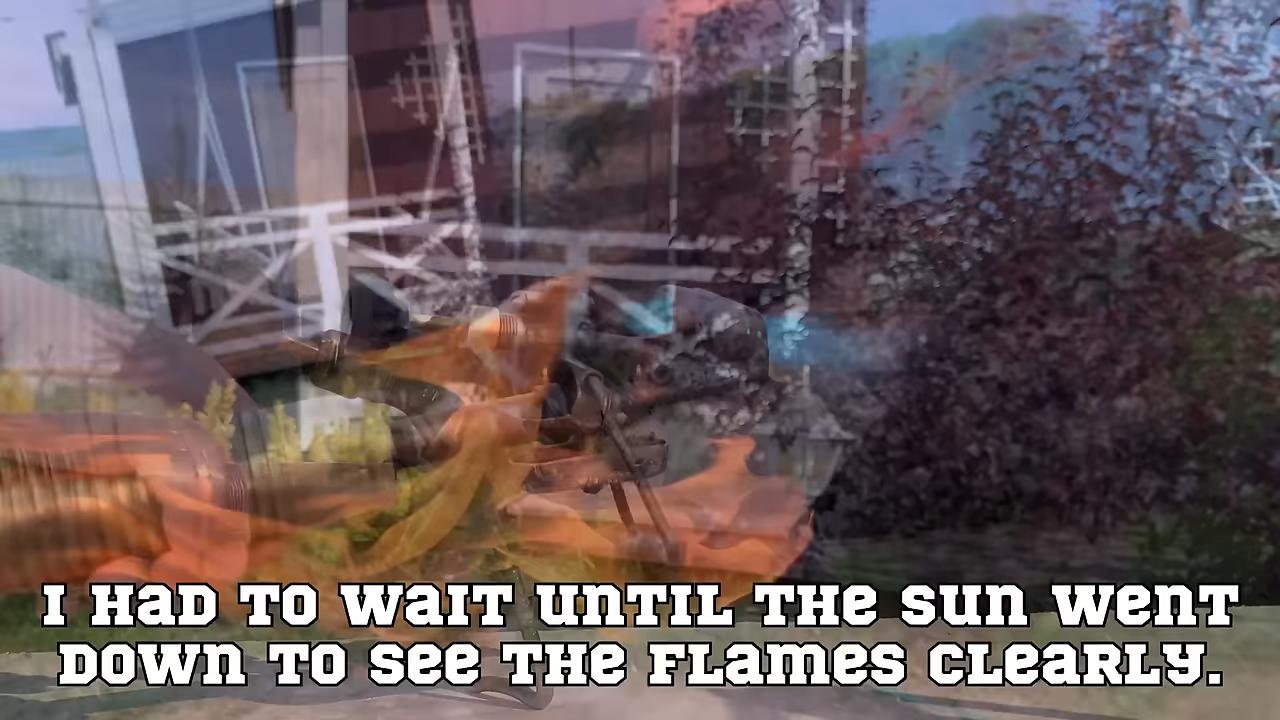 I HAD TO WAIT UNTIL THE SUN WENT
DOWN TO SEE THE FLAMES CLEARLY.